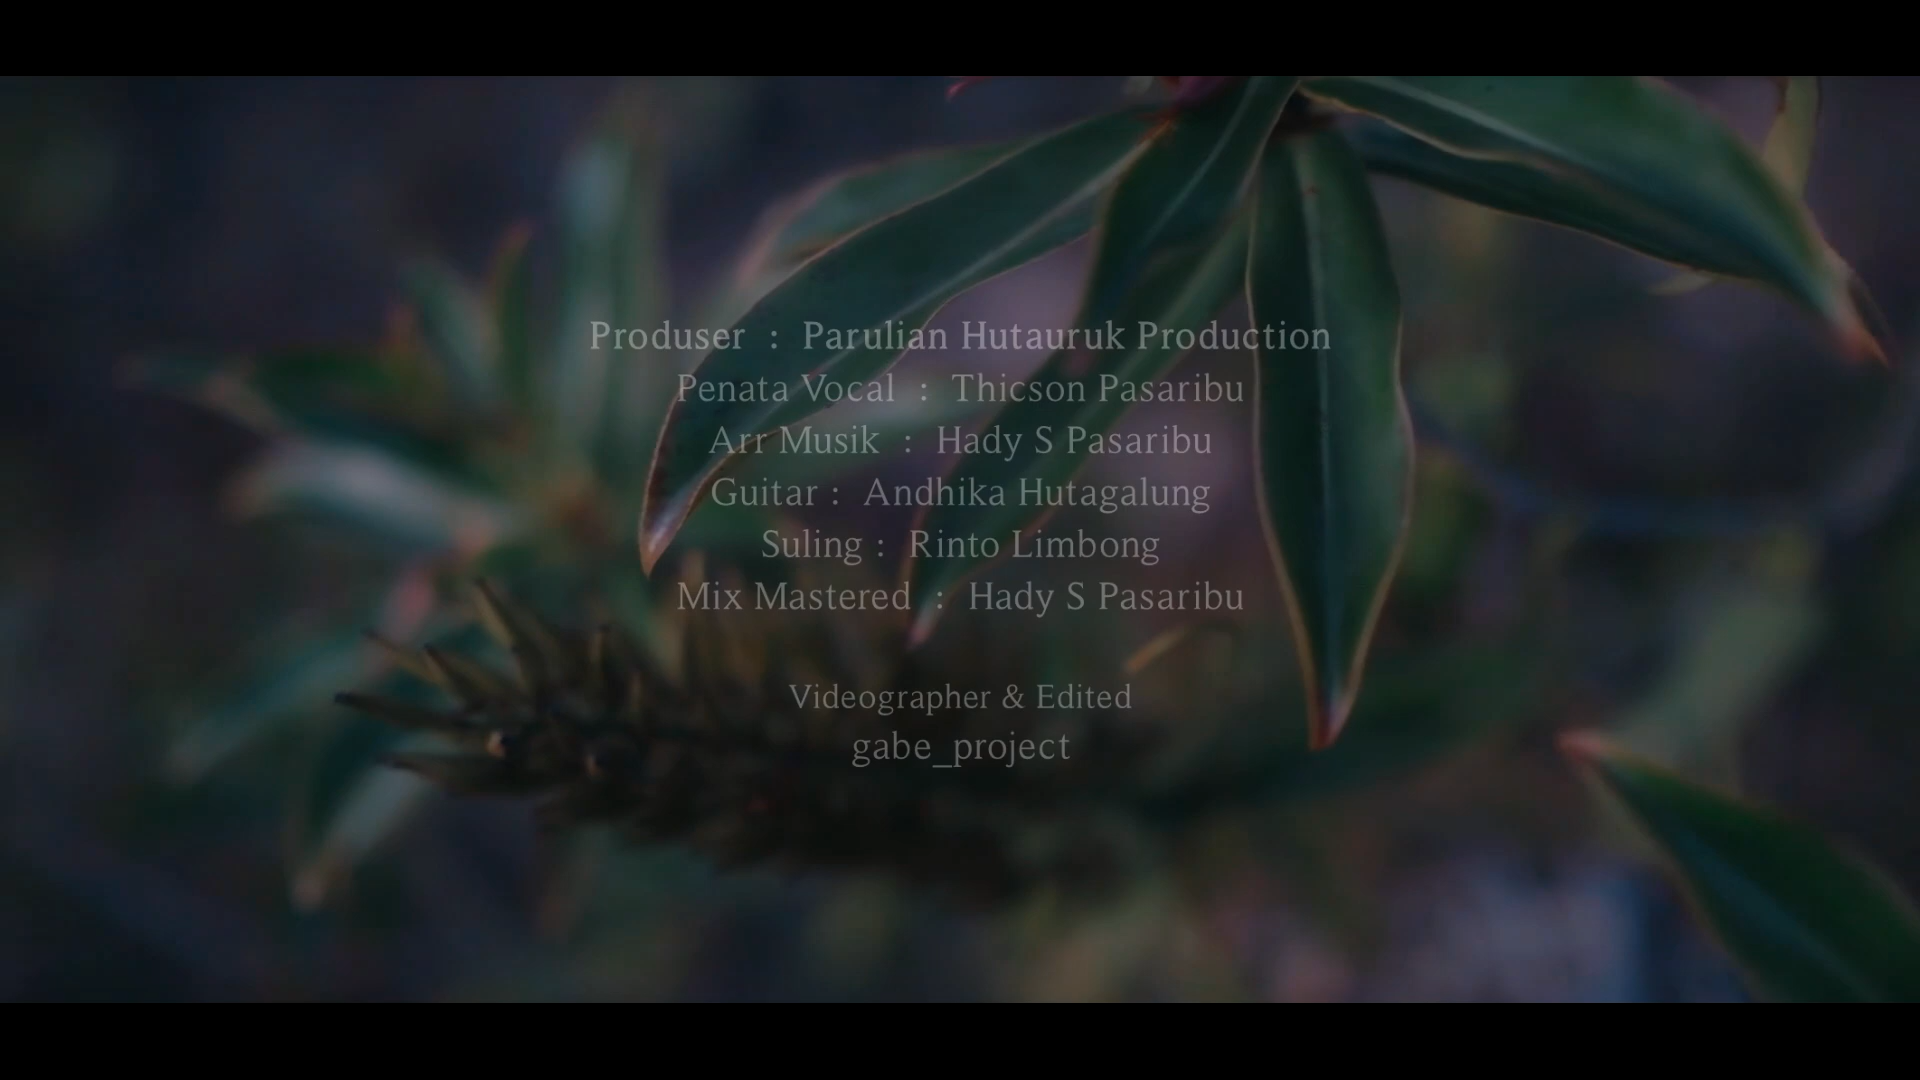 Produser : Parulian Hutauruk Production
Penata Vocal : Thicson Pasaribu
Arr Musik : Hady S Pasaribu
Guitar : Andhika Hutagalung
Suling : Rinto Limbong
Mix Mastered : Hady S Pasaribu
Videographer & Edited
gabe_project